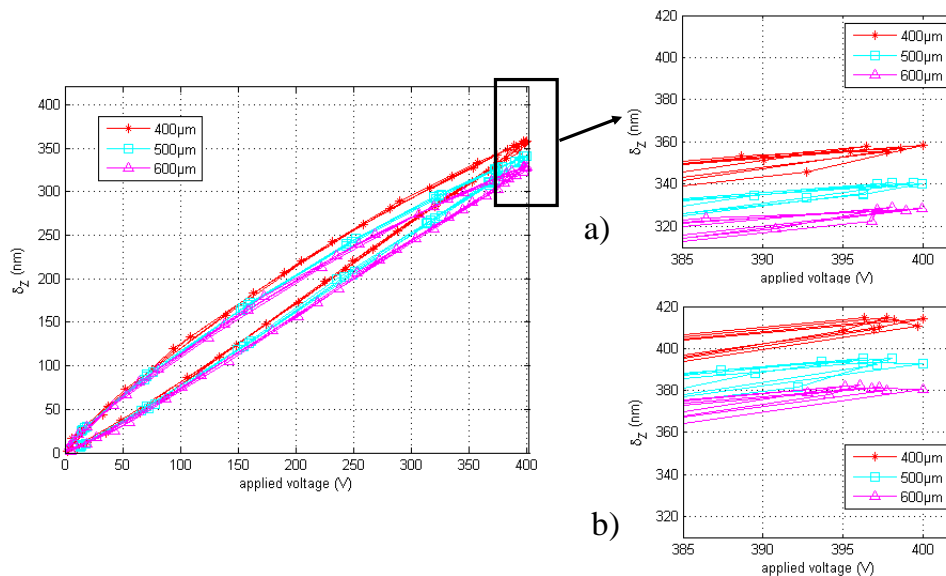 400
350
300
250
200
150
100
50
0
δZ (nm)
400µm
500µm
600µm
0 50 100 150 200 250 300 350 400
applied voltage (V)
a)
420
400
380
360
340
320
δZ (nm)
400µm
500µm
600µm
385 390 395 400
applied voltage (V)
b)
420
400
380
360
340
320
δZ (nm)
400µm
500µm
600µm
385 390 395 400
applied voltage (V)